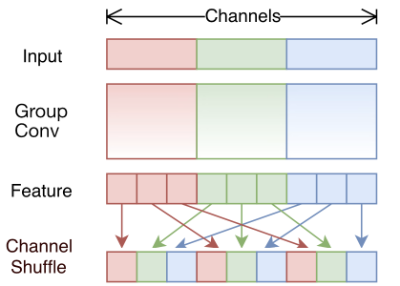 Channels
Input
Group
Conv
Feature
Channel
Shuffle